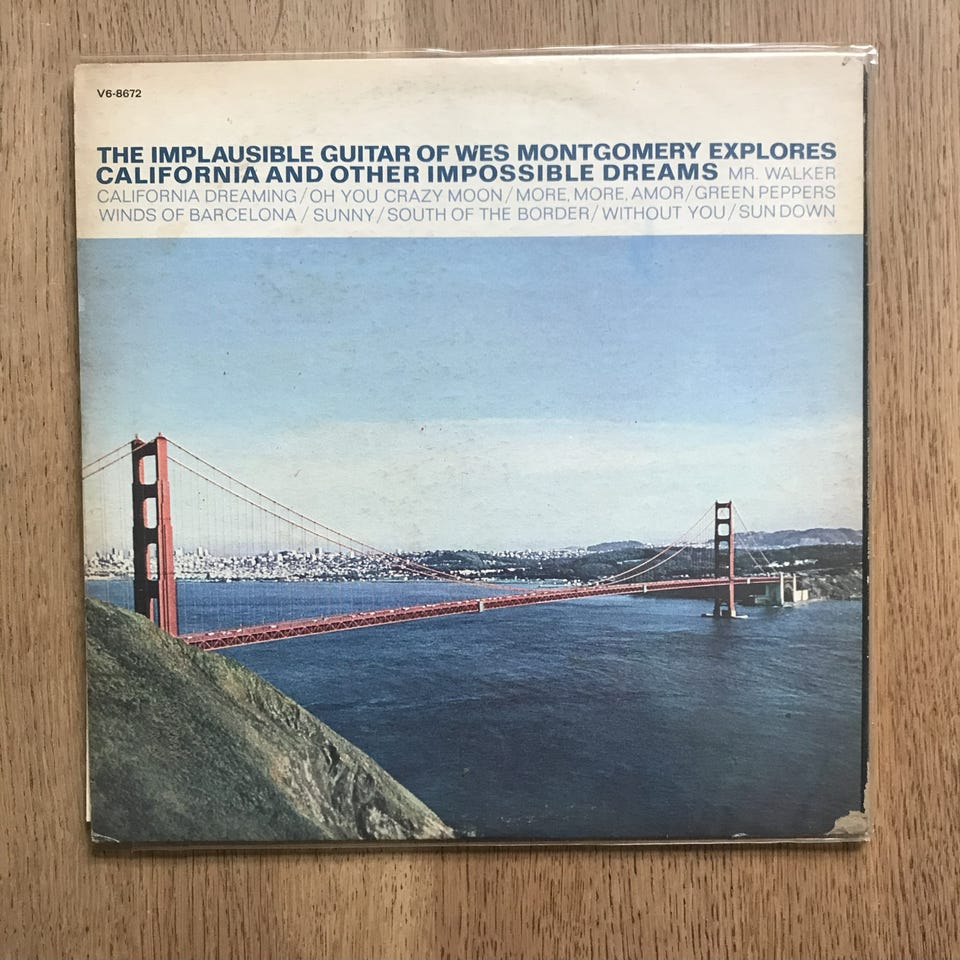 V6-8672
THE IMPLAUSIBLE GUITAR OF WES MONTGOMERY EXPLORES
CALIFORNIA AND OTHER IMPOSSIBLE DREAMS MR. WALKER
CALIFORNIA DREAMING/OH YOU CRAZY MOON/MORE, MORE, AMOR/GREEN PEPPERS
WINDS OF BARCELONA/SUNNY/SOUTH OF THE BORDER/WITHOUT YOU/SUN DOWN